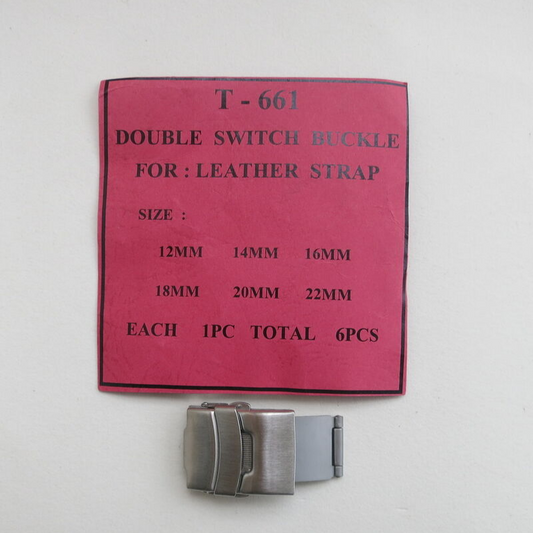 T - 661
DOUBLE SWITCH BUCKLE
FOR : LEATHER STRAP
SIZE :
12MM 14MM 16MM
18MM 20MM 22MM
EACH 1PC TOTAL 6PCS